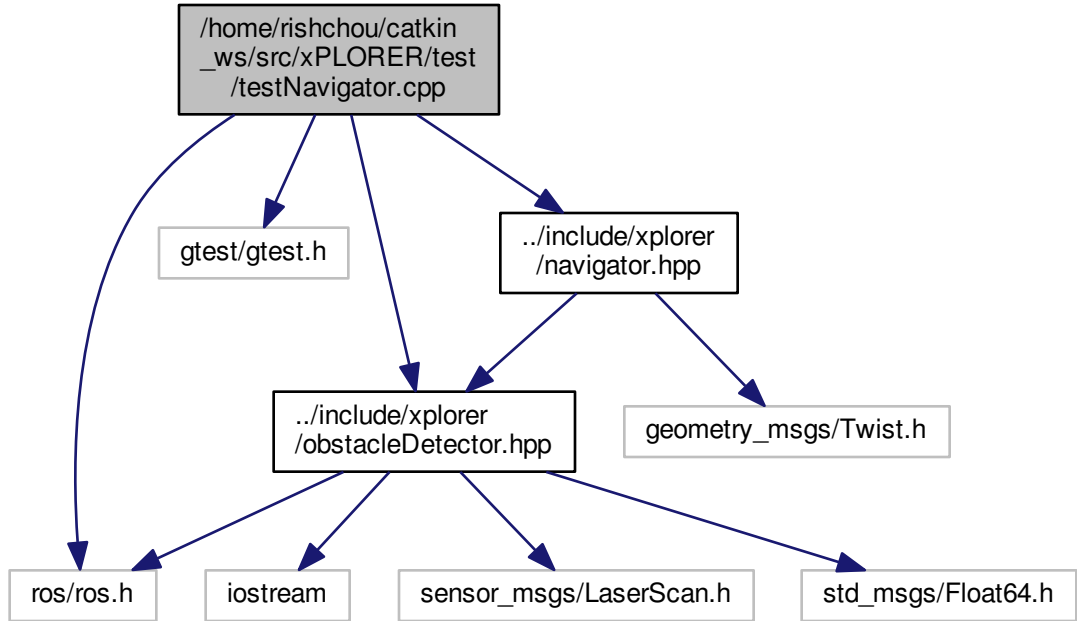 /home/rishchou/catkin
_ws/src/xPLORER/test
/testNavigator.cpp
gtest/gtest.h
../include/xplorer
/navigator.hpp
../include/xplorer
/obstacleDetector.hpp
geometry_msgs/Twist.h
ros/ros.h
iostream
sensor_msgs/LaserScan.h
std_msgs/Float64.h